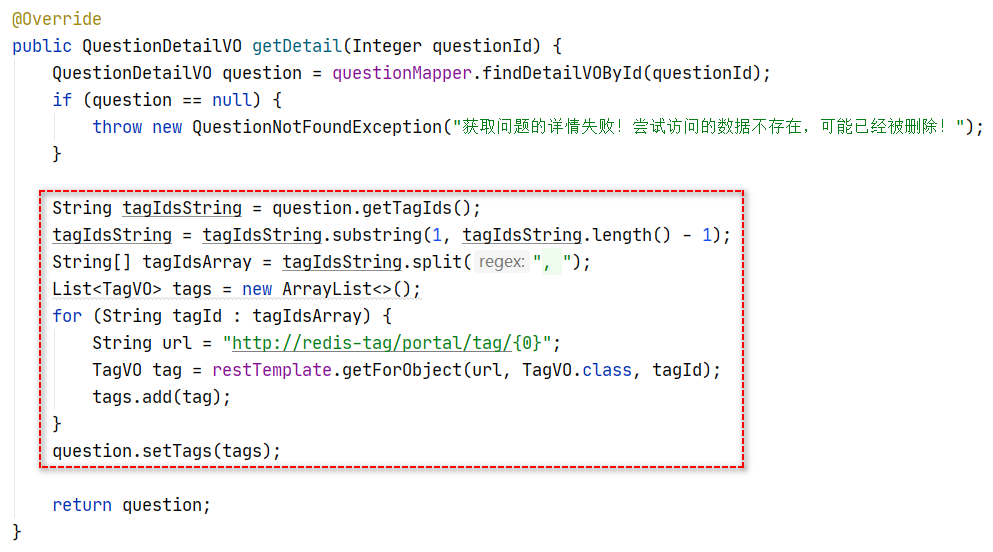 @Override
public QuestionDetailVO getDetail(Integer questionId) {
QuestionDetailVO question = questionMapper.findDetailVOById(questionId);
if (question == null) {
throw new QuestionNotFoundException("获取问题的详情失败！尝试访问的数据不存在，可能已经被删除！");
}
String tagIdsString = question.getTagIds();
tagIdsString = tagIdsString.substring(1, tagIdsString.length() - 1);
String[] tagIdsArray = tagIdsString.split( regex: ", ");
List<TagVO> tags = new ArrayList<>();
for (String tagId : tagIdsArray) {
String url = "http://redis-tag/portal/tag/{0}";
TagVO tag = restTemplate.getForObject(url, TagVO.class, tagId);
tags.add(tag);
}
question.setTags(tags);
return question;
}